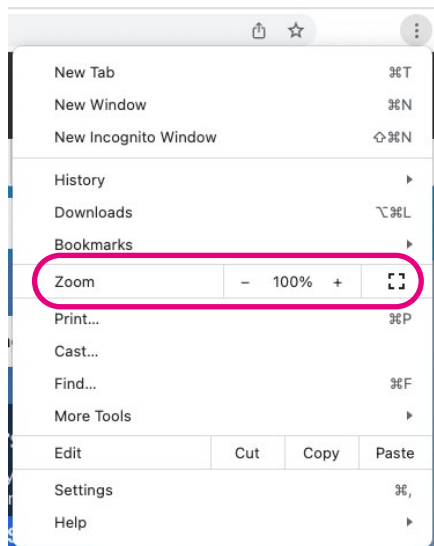 New Tab ⌘T
New Window ⌘N
New Incognito Window ⇧⌘N
History
Downloads ⌥⌘L
Bookmarks
Zoom – 100% +
Print... ⌘P
Cast...
Find... ⌘F
More Tools
Edit Cut Copy Paste
Settings ⌘,
Help